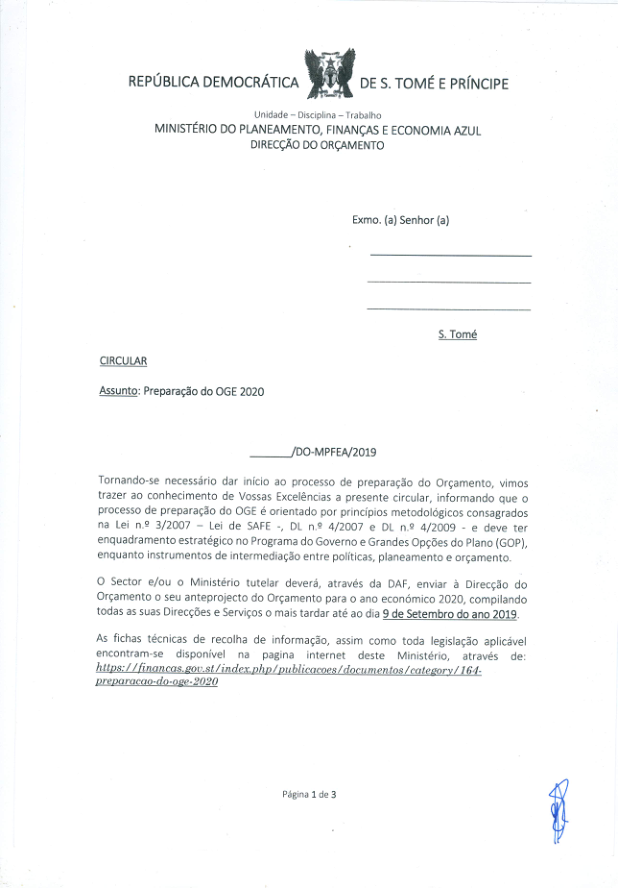 REPÚBLICA DEMOCRÁTICA DE S. TOMÉ E PRÍNCIPE
Unidade – Disciplina – Trabalho
MINISTÉRIO DO PLANEAMENTO, FINANÇAS E ECONOMIA AZUL
DIRECÇÃO DO ORÇAMENTO
Exmo. (a) Senhor (a)
S. Tomé
CIRCULAR
Assunto: Preparação do OGE 2020
_______/DO-MPFEA/2019
Tornando-se necessário dar início ao processo de preparação do Orçamento, vimos
trazer ao conhecimento de Vossas Excelências a presente circular, informando que o
processo de preparação do OGE é orientado por princípios metodológicos consagrados
na Lei n.º 3/2007 – Lei de SAFE -, DL n.º 4/2007 e DL n.º 4/2009 - e deve ter
enquadramento estratégico no Programa do Governo e Grandes Opções do Plano (GOP),
enquanto instrumentos de intermediação entre políticas, planeamento e orçamento.
O Sector e/ou o Ministério tutelar deverá, através da DAF, enviar à Direcção do
Orçamento o seu anteprojecto do Orçamento para o ano económico 2020, compilando
todas as suas Direcções e Serviços o mais tardar até ao dia 9 de Setembro do ano 2019.
As fichas técnicas de recolha de informação, assim como toda legislação aplicável
encontram-se disponível na pagina internet deste Ministério, através de:
https://financas.gov.st/index.php/publicacoes/documentos/category/164-
preparacao-do-oge-2020
Página 1 de 3